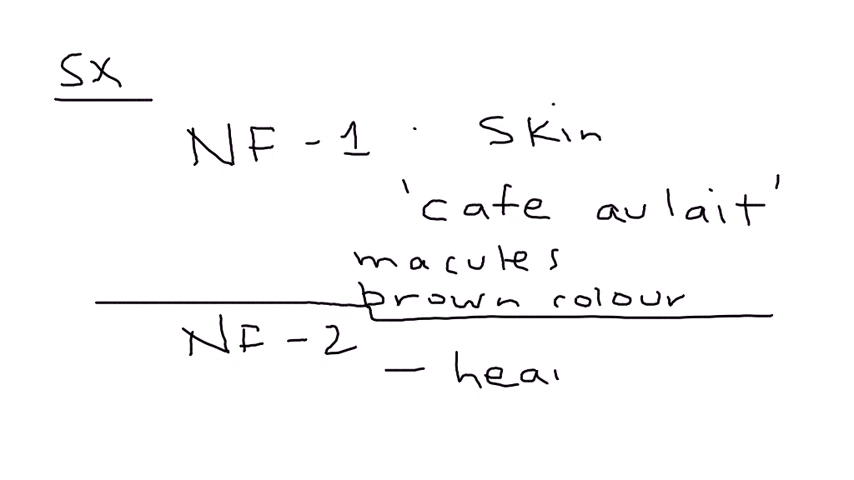 SX
NF - 1 . Skin
'cafe au lait'
macules
brown colour
NF - 2
- hea